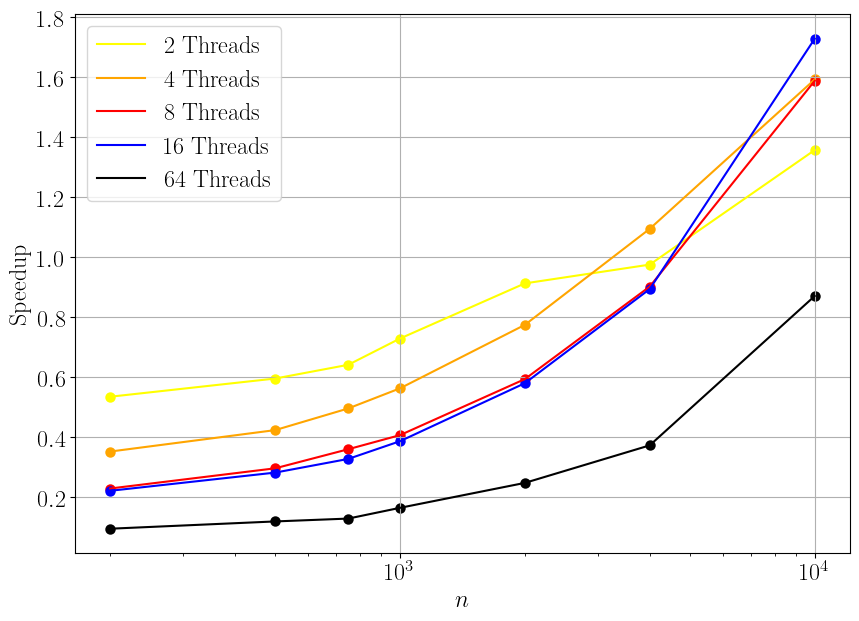 1.8
1.6
1.4
1.2
1.0
0.8
0.6
0.4
0.2
Speedup
2 Threads
4 Threads
8 Threads
16 Threads
64 Threads
10³
10⁴
n